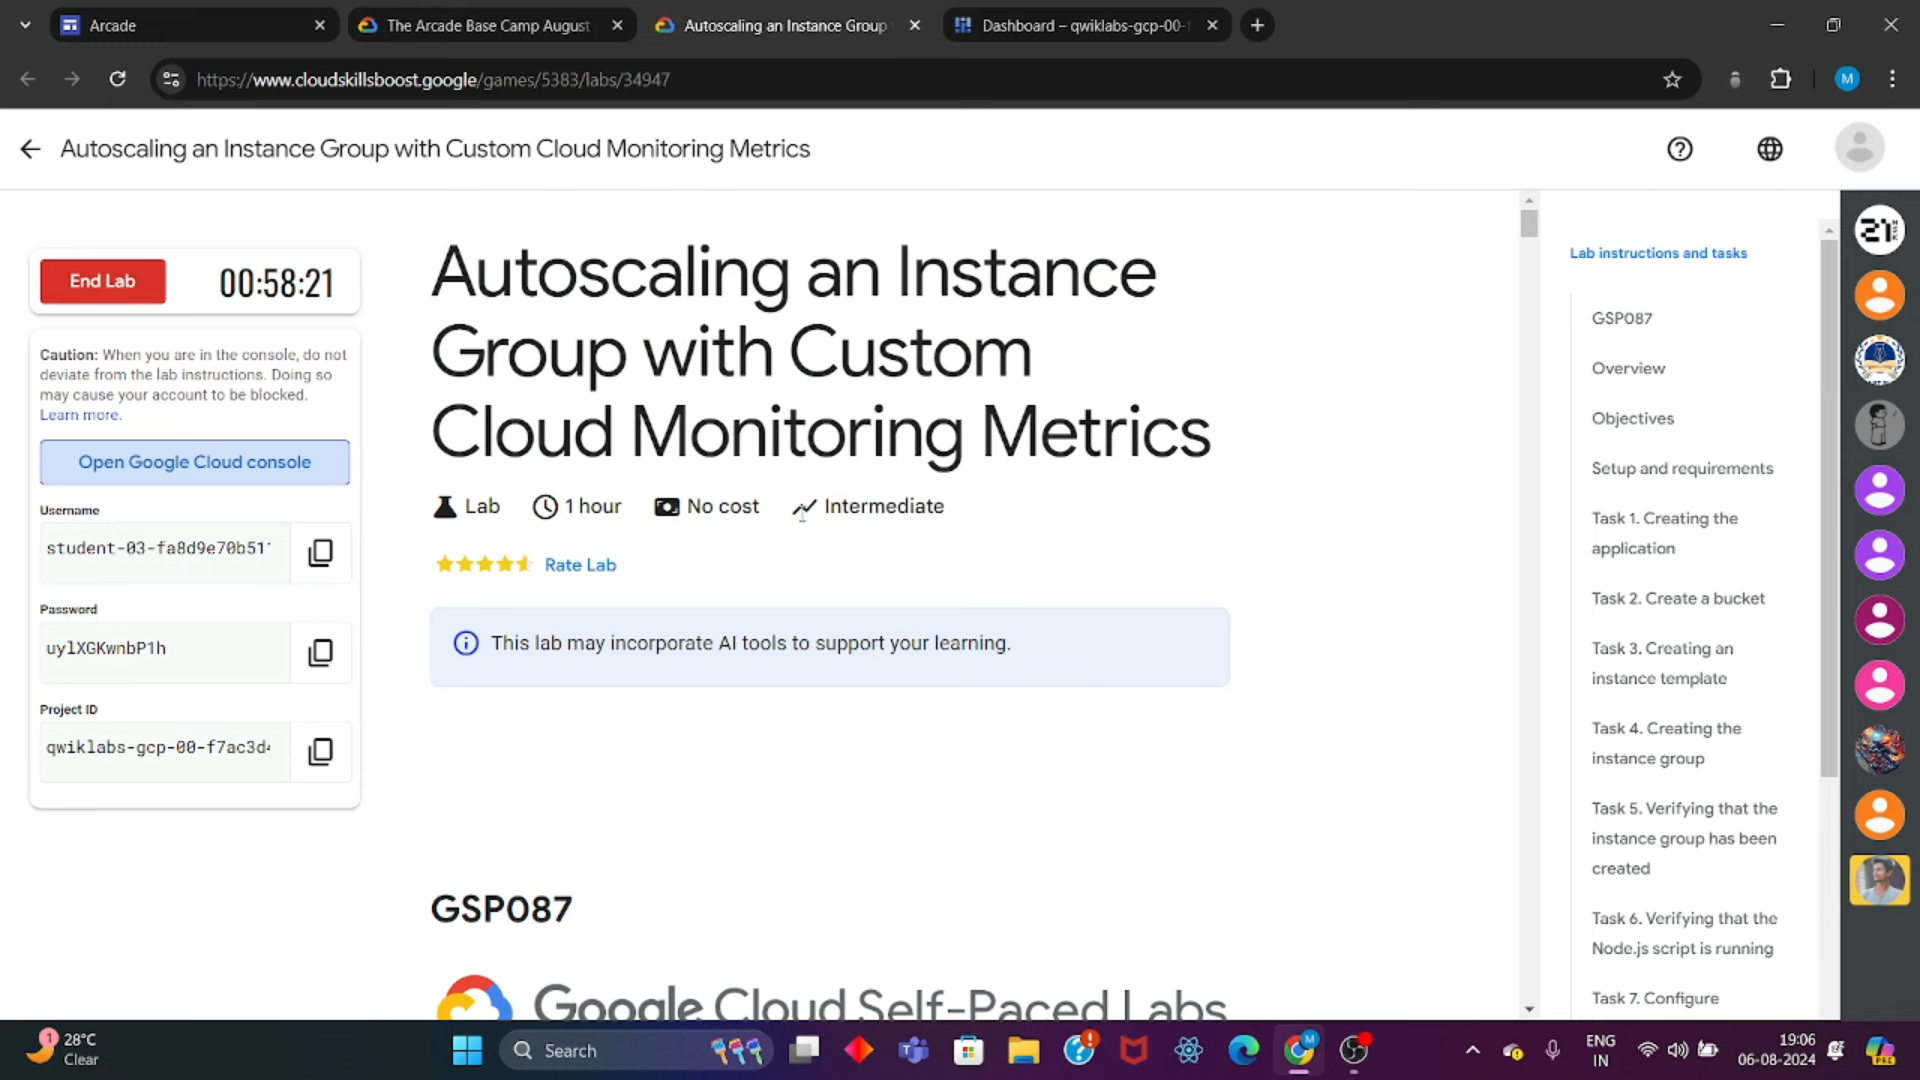 Arcade
The Arcade Base Camp August
Autoscaling an Instance Group
Dashboard – qwiklabs-gcp-00-f
https://www.cloudskillsboost.google/games/5383/labs/34947
M
Autoscaling an Instance Group with Custom Cloud Monitoring Metrics
End Lab
00:58:21
Caution: When you are in the console, do not
deviate from the lab instructions. Doing so
may cause your account to be blocked.
Learn more.
Open Google Cloud console
Username
student-03-fa8d9e70b51
Password
uylXGKwnbP1h
Project ID
qwiklabs-gcp-00-f7ac3d
Autoscaling an Instance
Group with Custom
Cloud Monitoring Metrics
Lab
1 hour
No cost
Intermediate
Rate Lab
This lab may incorporate AI tools to support your learning.
GSP087
Google Cloud Self-Paced Labs
Lab instructions and tasks
GSP087
Overview
Objectives
Setup and requirements
Task 1. Creating the
application
Task 2. Create a bucket
Task 3. Creating an
instance template
Task 4. Creating the
instance group
Task 5. Verifying that the
instance group has been
created
Task 6. Verifying that the
Node.js script is running
Task 7. Configure
21
1
28°C
Clear
Search
M
ENG
IN
19:06
06-08-2024
PRE